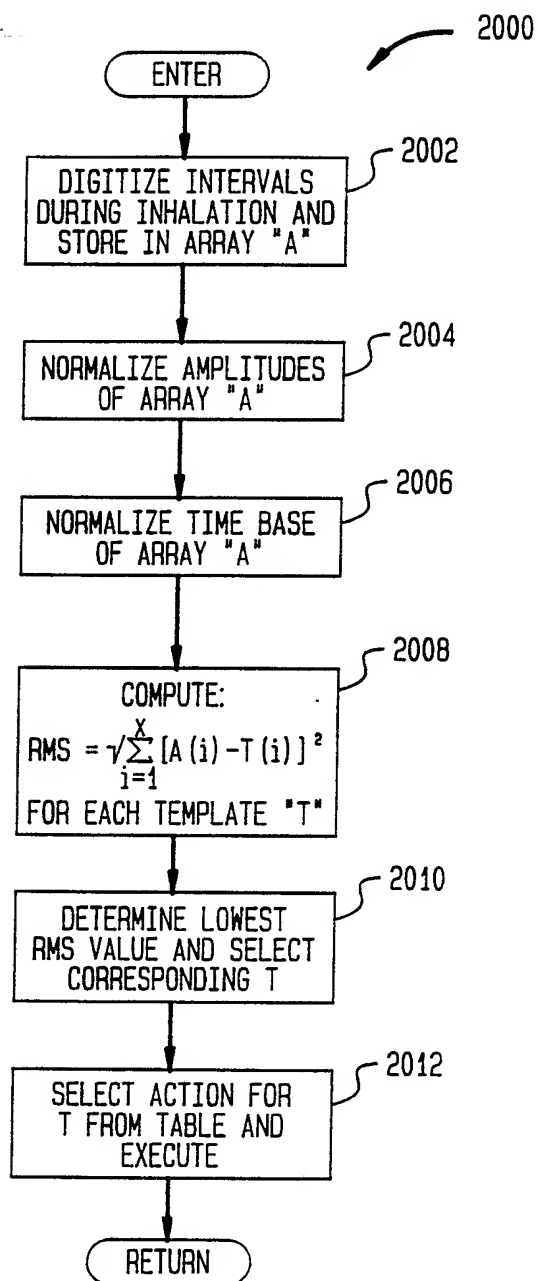 2000
ENTER
2002
DIGITIZE INTERVALS
DURING INHALATION AND
STORE IN ARRAY "A"
2004
NORMALIZE AMPLITUDES
OF ARRAY "A"
2006
NORMALIZE TIME BASE
OF ARRAY "A"
2008
COMPUTE:
RMS = √∑_{i=1}^{X} [A(i)-T(i)]²
FOR EACH TEMPLATE "T"
2010
DETERMINE LOWEST
RMS VALUE AND SELECT
CORRESPONDING T
2012
SELECT ACTION FOR
T FROM TABLE AND
EXECUTE
RETURN